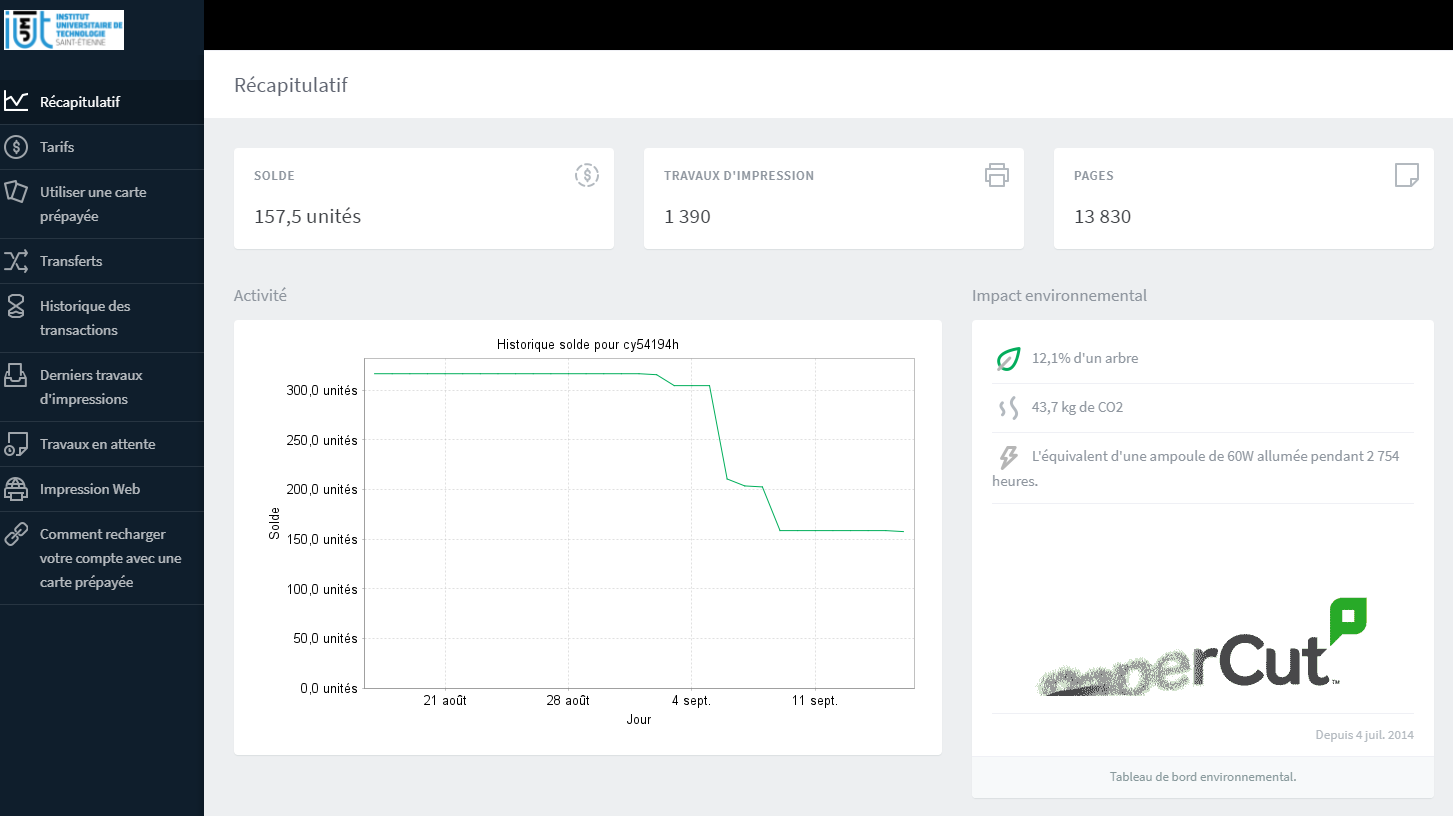 iut
INSTITUT
UNIVERSITAIRE DE
TECHNOLOGIE
SAINT-ÉTIENNE
Récapitulatif
Tarifs
Utiliser une carte
prépayée
Transferts
Historique des
transactions
Derniers travaux
d'impressions
Travaux en attente
Impression Web
Comment recharger
votre compte avec une
carte prépayée
Récapitulatif
SOLDE
157,5 unités
TRAVAUX D'IMPRESSION
1 390
PAGES
13 830
Activité
Historique solde pour cy54194h
300,0 unités
250,0 unités
200,0 unités
150,0 unités
100,0 unités
50,0 unités
0,0 unités
Solde
21 août
28 août
4 sept.
11 sept.
Jour
Impact environnemental
12,1% d'un arbre
43,7 kg de CO2
L'équivalent d'une ampoule de 60W allumée pendant 2 754
heures.
PaperCut™
Depuis 4 juil. 2014
Tableau de bord environnemental.